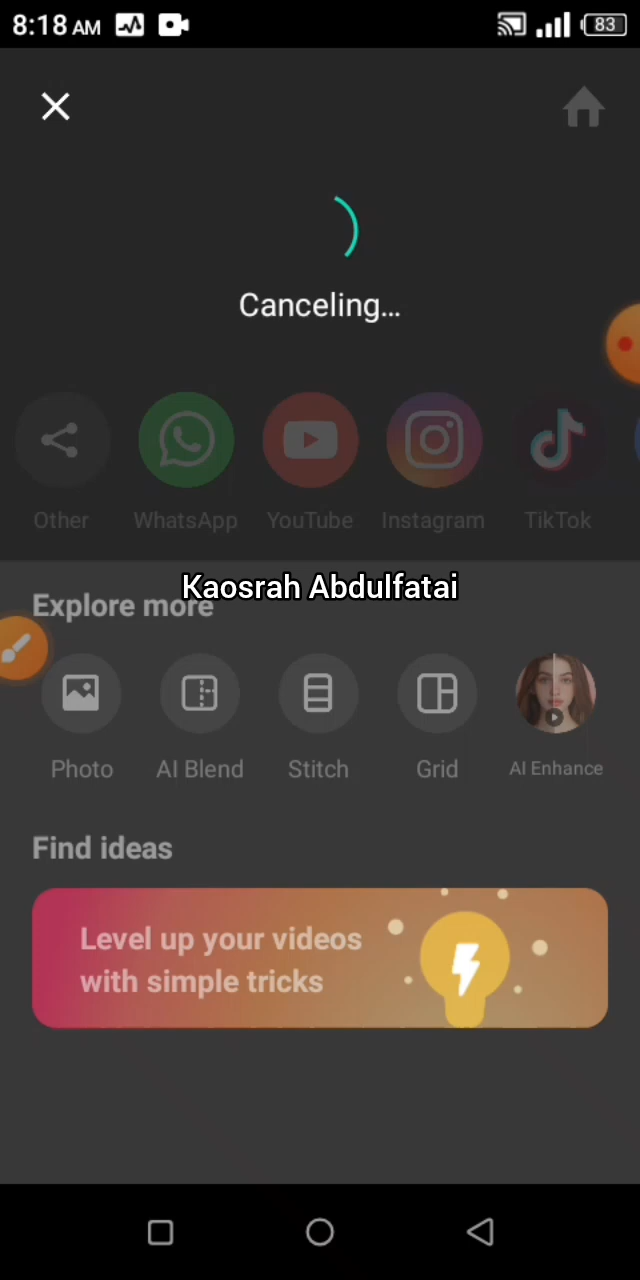 8:18 AM
83
Canceling...
Other
WhatsApp
YouTube
Instagram
TikTok
Kaosrah Abdulfatai
Explore more
Photo
AI Blend
Stitch
Grid
AI Enhance
Find ideas
Level up your videos
with simple tricks